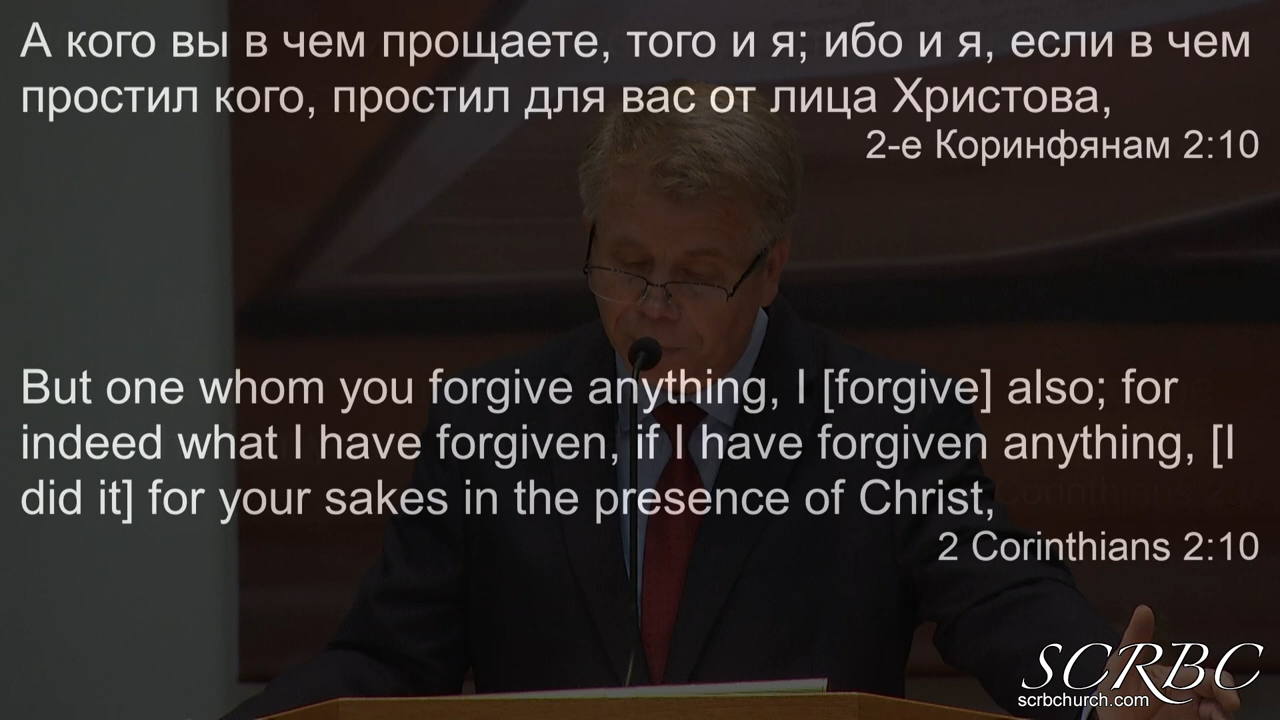 А кого вы в чем прощаете, того и я; ибо и я, если в чем
простил кого, простил для вас от лица Христова,
2-е Коринфянам 2:10
But one whom you forgive anything, I [forgive] also; for
indeed what I have forgiven, if I have forgiven anything, [I
did it] for your sakes in the presence of Christ,
2 Corinthians 2:10
SCRBC
scrbchurch.com